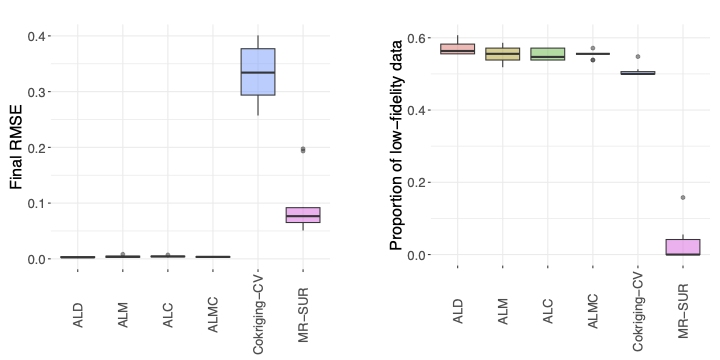 Final RMSE
0.4
0.3
0.2
0.1
0.0
ALD
ALM
ALC
ALMC
Cokriging−CV
MR−SUR
Proportion of low−fidelity data
0.6
0.4
0.2
0.0
ALD
ALM
ALC
ALMC
Cokriging−CV
MR−SUR